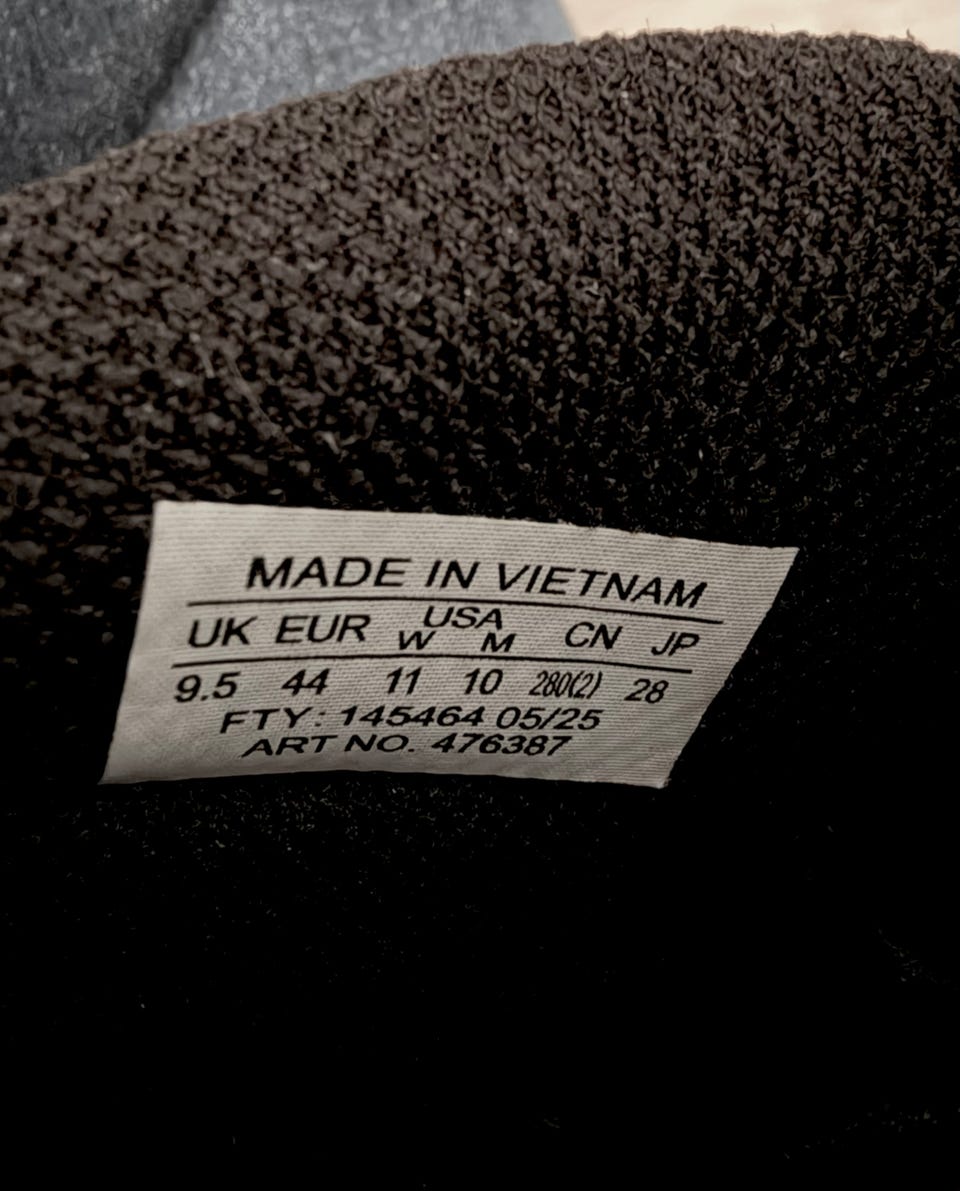 MADE IN VIETNAM
UK EUR USA CN JP
W M
9.5 44 11 10 280(2) 28
FTY: 145464 05/25
ART NO. 476387